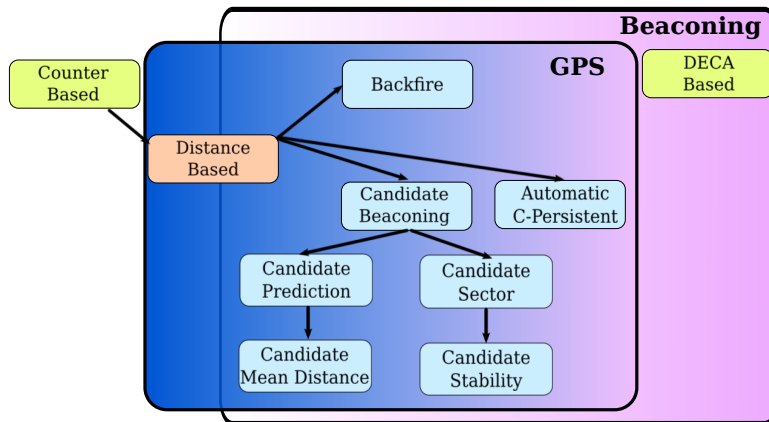 Beaconing
GPS
Counter
Based
DECA
Based
Backfire
Distance
Based
Candidate
Beaconing
Automatic
C-Persistent
Candidate
Prediction
Candidate
Sector
Candidate
Mean Distance
Candidate
Stability